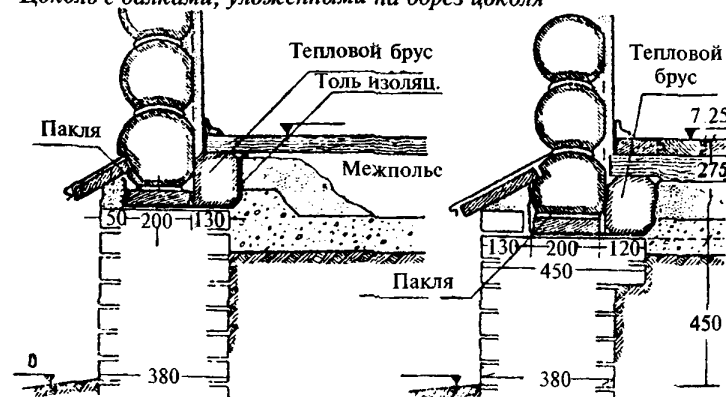 Цоколь с балками, уложенными на обрез цоколя
Тепловой брус
Толь изоляц.
Пакля
Межпольс
50 200 130
380
0
Тепловой
брус
7.25
275
130 200 120
450
Пакля
450
380